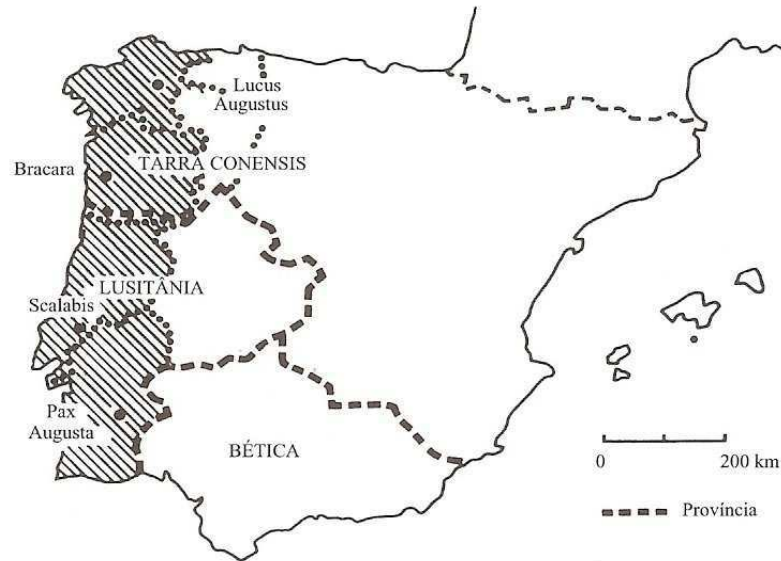 Lucus
Augustus
TARRA CONENSIS
Bracara
LUSITÂNIA
Scalabis
Pax
Augusta
BÉTICA
0 200 km
Província